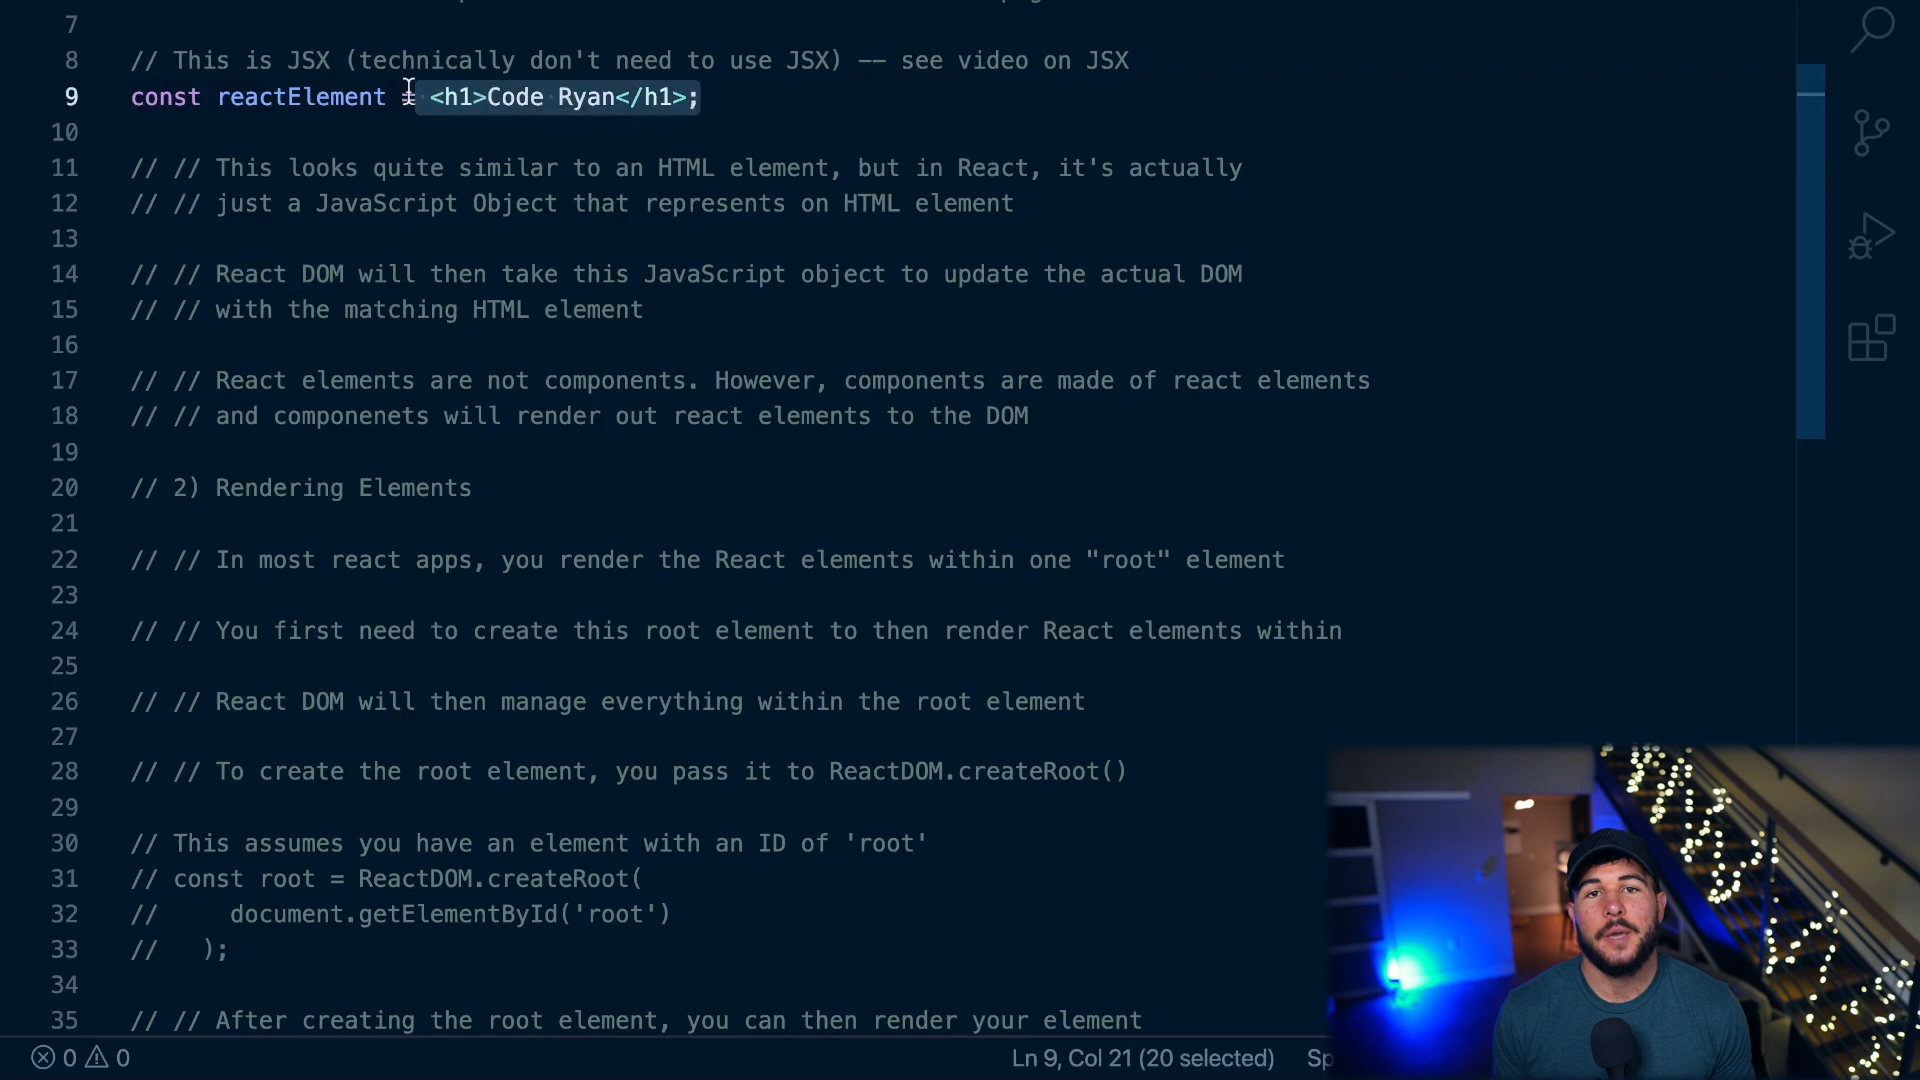 7
8 // This is JSX (technically don't need to use JSX) -- see video on JSX
9 const reactElement = <h1>Code Ryan</h1>;
10
11 // // This looks quite similar to an HTML element, but in React, it's actually
12 // // just a JavaScript Object that represents on HTML element
13
14 // // React DOM will then take this JavaScript object to update the actual DOM
15 // // with the matching HTML element
16
17 // // React elements are not components. However, components are made of react elements
18 // // and componenets will render out react elements to the DOM
19
20 // 2) Rendering Elements
21
22 // // In most react apps, you render the React elements within one "root" element
23
24 // // You first need to create this root element to then render React elements within
25
26 // // React DOM will then manage everything within the root element
27
28 // // To create the root element, you pass it to ReactDOM.createRoot()
29
30 // This assumes you have an element with an ID of 'root'
31 // const root = ReactDOM.createRoot(
32 //     document.getElementById('root')
33 //   );
34
35 // // After creating the root element, you can then render your element
0 0 Ln 9, Col 21 (20 selected) Sp